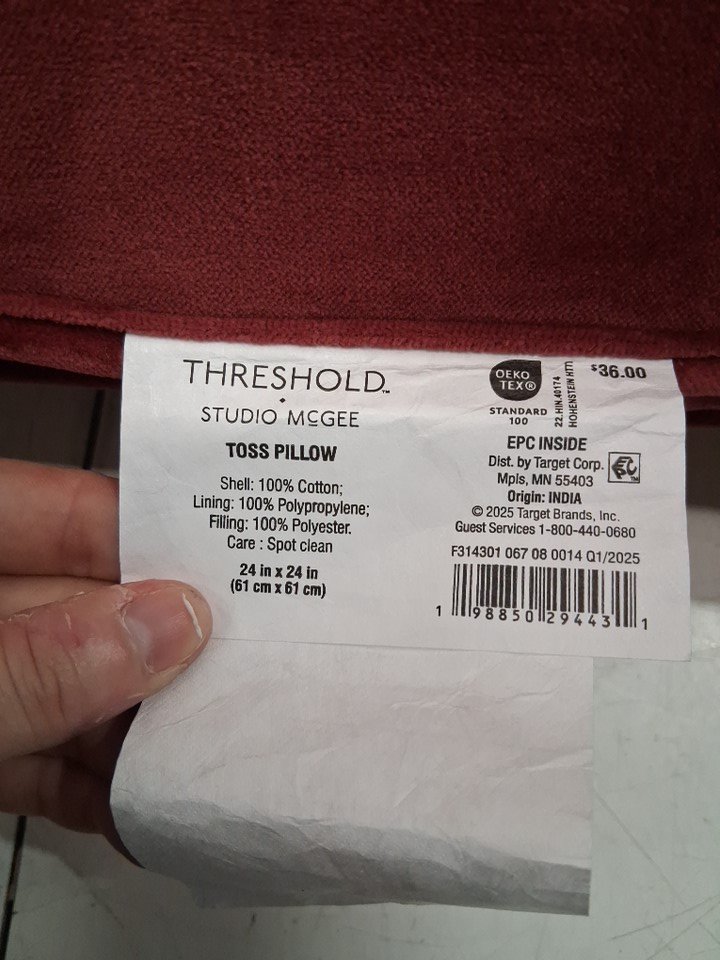 THRESHOLD™
STUDIO McGEE
TOSS PILLOW
Shell: 100% Cotton;
Lining: 100% Polypropylene;
Filling: 100% Polyester.
Care : Spot clean
24 in x 24 in
(61 cm x 61 cm)
OEKO
TEX®
STANDARD
100
22.HIN.40174
HOHENSTEIN HTTI
$36.00
EPC INSIDE
Dist. by Target Corp.
Mpls, MN 55403
Origin: INDIA
© 2025 Target Brands, Inc.
Guest Services 1-800-440-0680
F314301 067 08 0014 Q1/2025
1 98850 29443 1